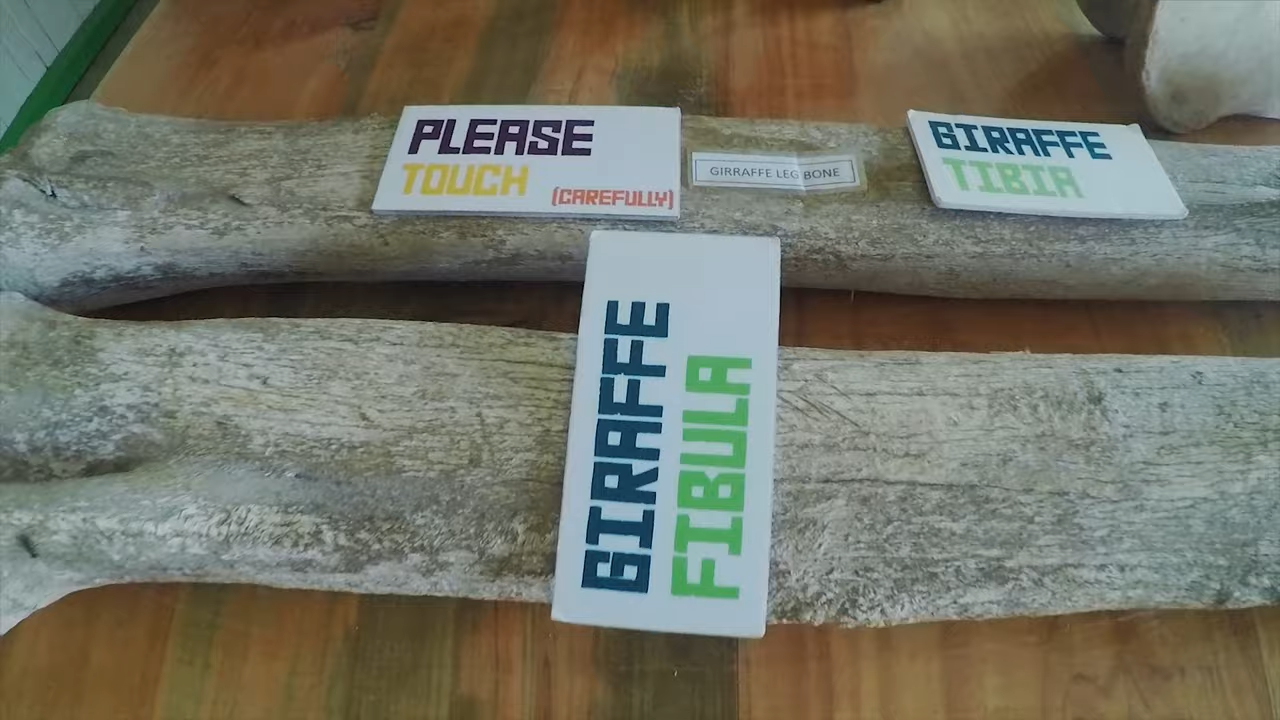 PLEASE
TOUCH
(CAREFULLY)
GIRRAFFE LEG BONE
GIRAFFE
TIBIA
GIRAFFE
FIBULA